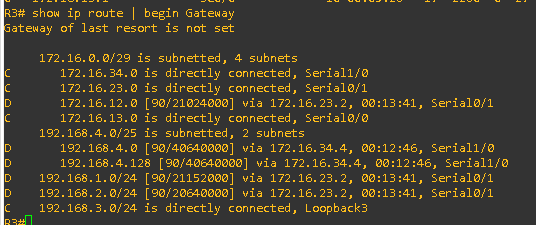 R3# show ip route | begin Gateway
Gateway of last resort is not set
172.16.0.0/29 is subnetted, 4 subnets
C 172.16.34.0 is directly connected, Serial1/0
C 172.16.23.0 is directly connected, Serial0/1
D 172.16.12.0 [90/21024000] via 172.16.23.2, 00:13:41, Serial0/1
C 172.16.13.0 is directly connected, Serial0/0
192.168.4.0/25 is subnetted, 2 subnets
D 192.168.4.0 [90/40640000] via 172.16.34.4, 00:12:46, Serial1/0
D 192.168.4.128 [90/40640000] via 172.16.34.4, 00:12:46, Serial1/0
D 192.168.1.0/24 [90/21152000] via 172.16.23.2, 00:13:41, Serial0/1
D 192.168.2.0/24 [90/20640000] via 172.16.23.2, 00:13:41, Serial0/1
C 192.168.3.0/24 is directly connected, Loopback3
R3#